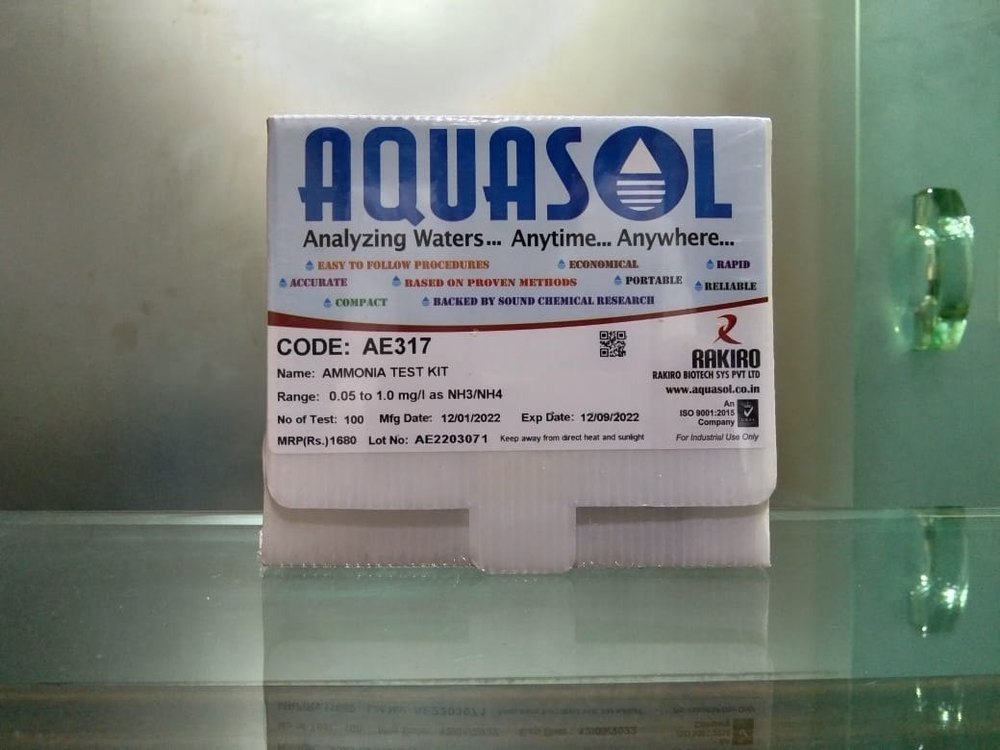 AQUASOL
Analyzing Waters... Anytime... Anywhere...
EASY TO FOLLOW PROCEDURES ECONOMICAL RAPID
ACCURATE BASED ON PROVEN METHODS PORTABLE RELIABLE
COMPACT BACKED BY SOUND CHEMICAL RESEARCH
CODE: AE317
Name: AMMONIA TEST KIT
Range: 0.05 to 1.0 mg/l as NH3/NH4
No of Test: 100 Mfg Date: 12/01/2022 Exp Date: 12/09/2022
MRP(Rs.)1680 Lot No: AE2203071 Keep away from direct heat and sunlight
RAKIRO
RAKIRO BIOTECH SYS PVT LTD
www.aquasol.co.in
An
ISO 9001:2015
Company
For Industrial Use Only